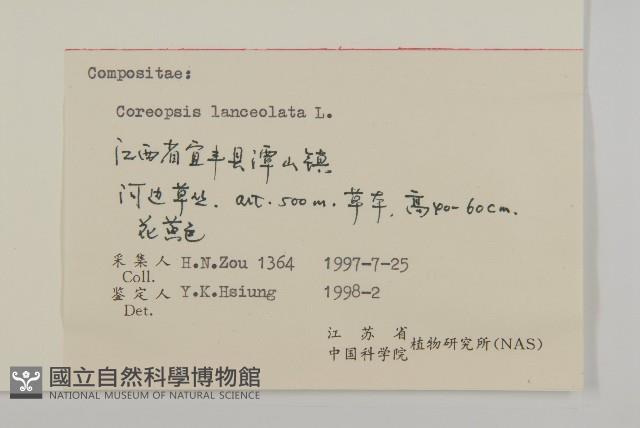 Compositae:
Coreopsis lanceolata L.
江西省宜丰县潭山镇
河边草丛. alt. 500 m. 草本. 高40-60cm.
花黄色
采集人 H.N.Zou 1364 1997-7-25
Coll.
鉴定人 Y.K.Hsiung 1998-2
Det.
江苏省
中国科学院 植物研究所(NAS)
國立自然科學博物館
NATIONAL MUSEUM OF NATURAL SCIENCE